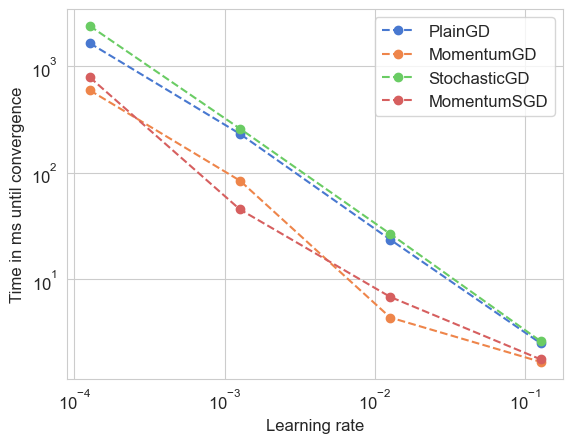 PlainGD
MomentumGD
StochasticGD
MomentumSGD
Time in ms until convergence
10³
10²
10¹
10⁻⁴ 10⁻³ 10⁻² 10⁻¹
Learning rate